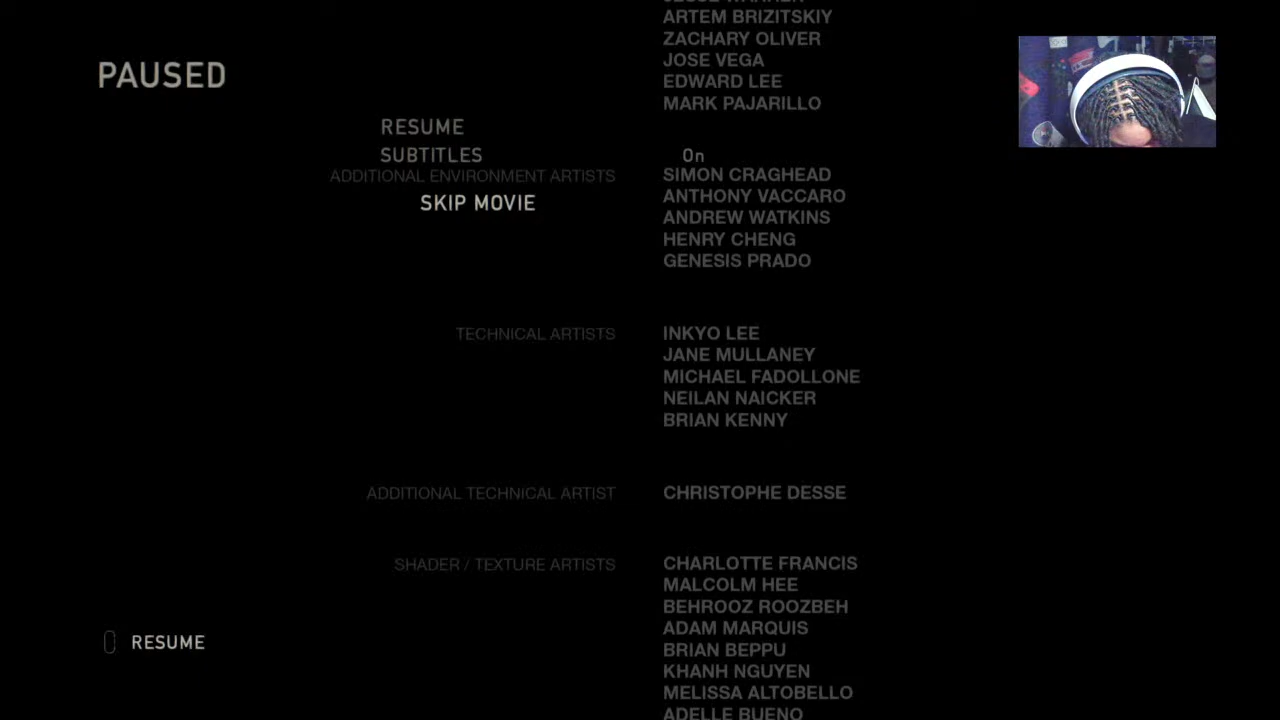 ARTEM BRIZITSKIY
ZACHARY OLIVER
JOSE VEGA
EDWARD LEE
MARK PAJARILLO
PAUSED
RESUME
SUBTITLES On
ADDITIONAL ENVIRONMENT ARTISTS SIMON CRAGHEAD
ANTHONY VACCARO
SKIP MOVIE
ANDREW WATKINS
HENRY CHENG
GENESIS PRADO
TECHNICAL ARTISTS INKYO LEE
JANE MULLANEY
MICHAEL FADOLLONE
NEILAN NAICKER
BRIAN KENNY
ADDITIONAL TECHNICAL ARTIST CHRISTOPHE DESSE
SHADER / TEXTURE ARTISTS CHARLOTTE FRANCIS
MALCOLM HEE
BEHROOZ ROOZBEH
ADAM MARQUIS
BRIAN BEPPU
KHANH NGUYEN
MELISSA ALTOBELLO
ADELLE BUENO
RESUME